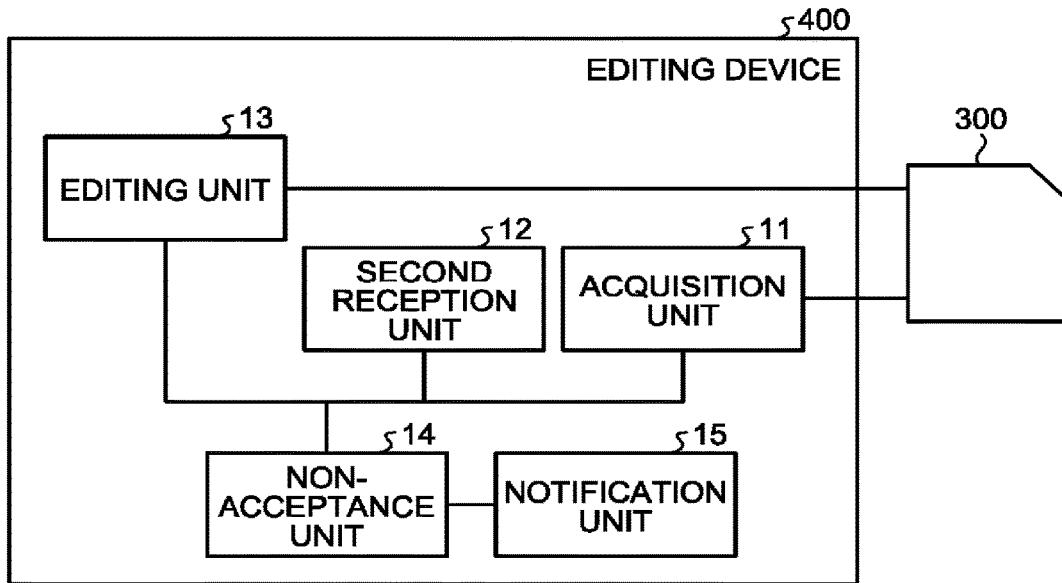 400
EDITING DEVICE
13
EDITING UNIT
300
12
SECOND
RECEPTION
UNIT
11
ACQUISITION
UNIT
14
NON-
ACCEPTANCE
UNIT
15
NOTIFICATION
UNIT